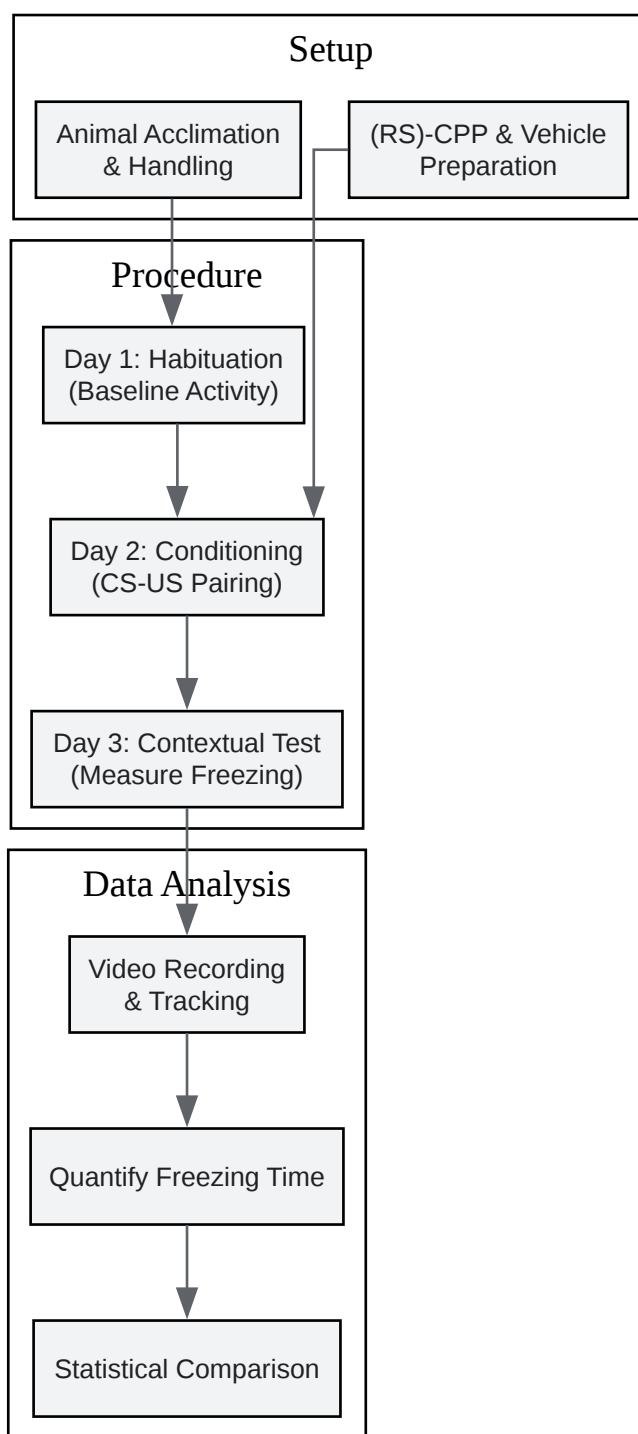 Setup
Animal Acclimation
& Handling
(RS)-CPP & Vehicle
Preparation
Procedure
Day 1: Habituation
(Baseline Activity)
Day 2: Conditioning
(CS-US Pairing)
Day 3: Contextual Test
(Measure Freezing)
Data Analysis
Video Recording
& Tracking
Quantify Freezing Time
Statistical Comparison